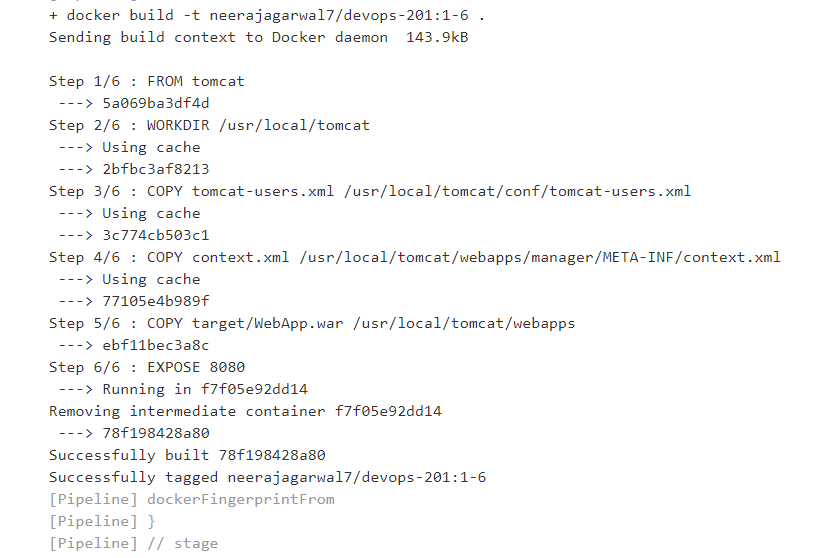 + docker build -t neerajagarwal7/devops-201:1-6 .
Sending build context to Docker daemon  143.9kB

Step 1/6 : FROM tomcat
 ---> 5a069ba3df4d
Step 2/6 : WORKDIR /usr/local/tomcat
 ---> Using cache
 ---> 2bfbc3af8213
Step 3/6 : COPY tomcat-users.xml /usr/local/tomcat/conf/tomcat-users.xml
 ---> Using cache
 ---> 3c774cb503c1
Step 4/6 : COPY context.xml /usr/local/tomcat/webapps/manager/META-INF/context.xml
 ---> Using cache
 ---> 77105e4b989f
Step 5/6 : COPY target/WebApp.war /usr/local/tomcat/webapps
 ---> ebf11bec3a8c
Step 6/6 : EXPOSE 8080
 ---> Running in f7f05e92dd14
Removing intermediate container f7f05e92dd14
 ---> 78f198428a80
Successfully built 78f198428a80
Successfully tagged neerajagarwal7/devops-201:1-6
[Pipeline] dockerFingerprintFrom
[Pipeline] }
[Pipeline] // stage